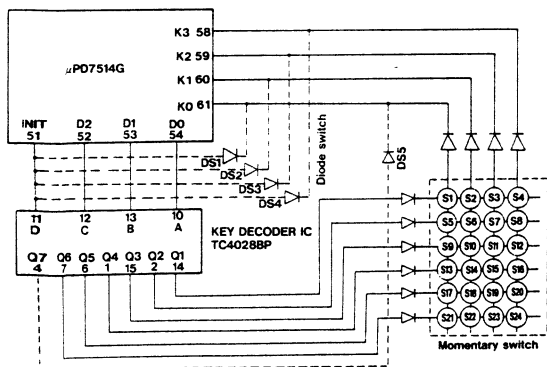 K3 58
μPD7514G
K2 59
K1 60
K0 61
INIT D2 D1 D0
51 52 53 54
DS1
DS2
DS3
DS4
Diode switch
DS5
11 12 13 10
D C B A
KEY DECODER IC
TC4028BP
Q7 Q6 Q5 Q4 Q3 Q2 Q1
4 7 6 1 15 2 14
S1 S2 S3 S4
S5 S6 S7 S8
S9 S10 S11 S12
S13 S14 S15 S16
S17 S18 S19 S20
S21 S22 S23 S24
Momentary switch